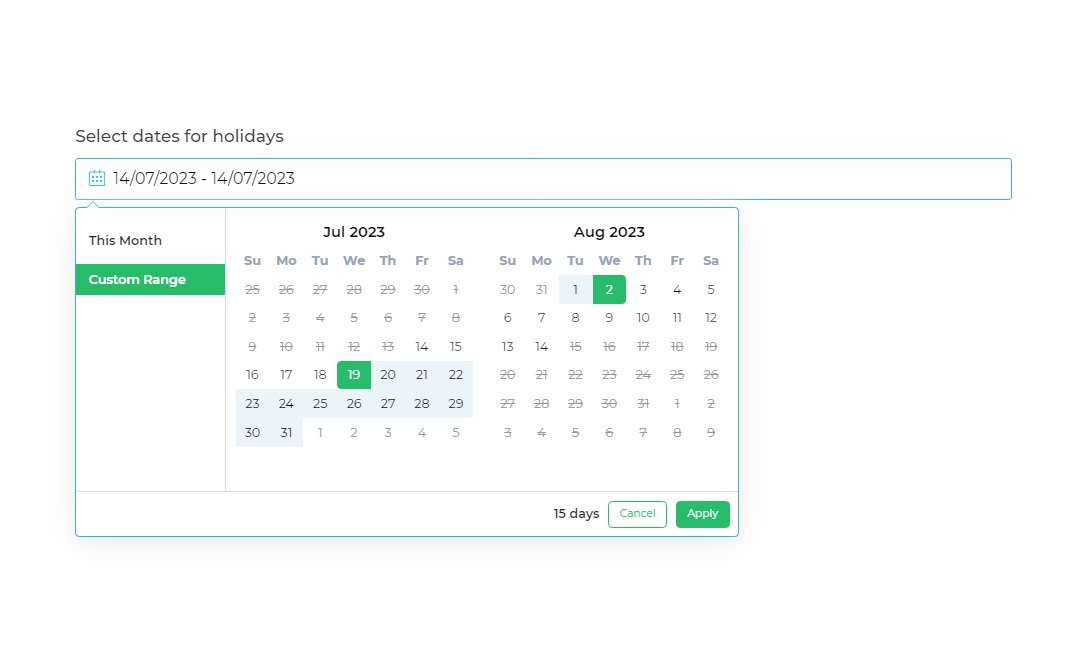 Select dates for holidays
14/07/2023 - 14/07/2023
This Month
Custom Range
Jul 2023
Su Mo Tu We Th Fr Sa
25 26 27 28 29 30 1
2 3 4 5 6 7 8
9 10 11 12 13 14 15
16 17 18 19 20 21 22
23 24 25 26 27 28 29
30 31 1 2 3 4 5
Aug 2023
Su Mo Tu We Th Fr Sa
30 31 1 2 3 4 5
6 7 8 9 10 11 12
13 14 15 16 17 18 19
20 21 22 23 24 25 26
27 28 29 30 31 1 2
3 4 5 6 7 8 9
15 days Cancel Apply